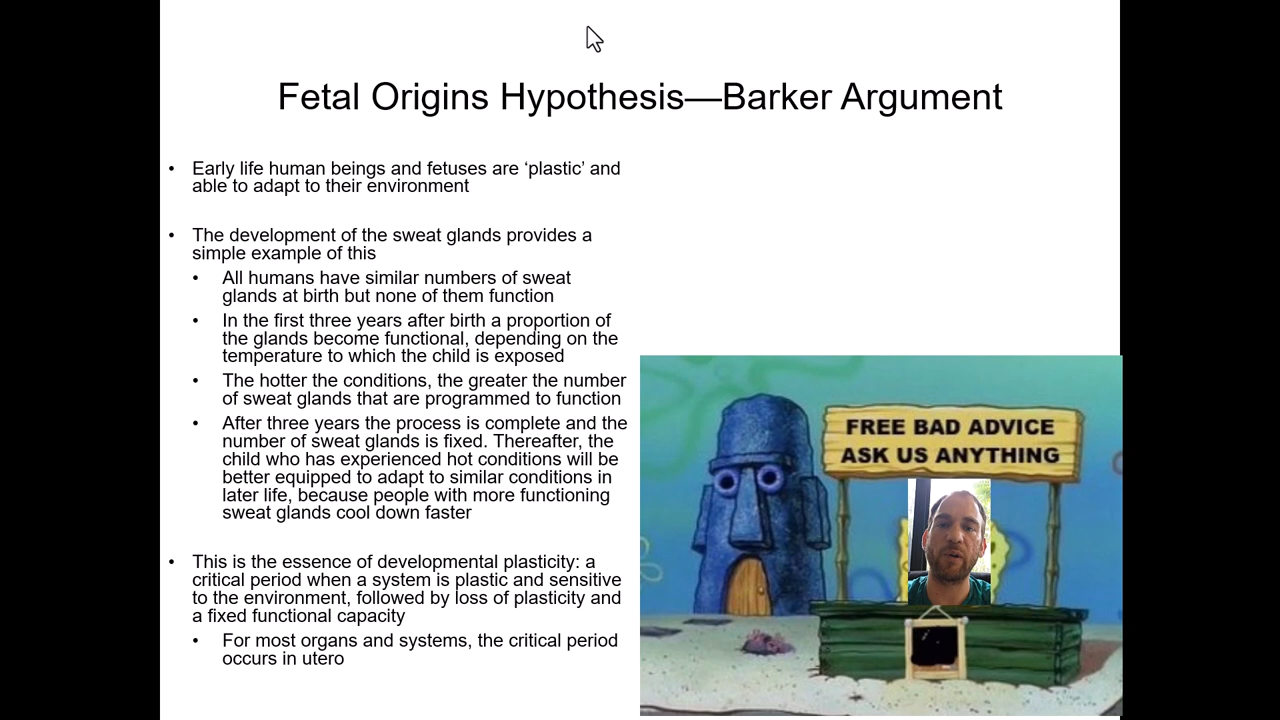 Fetal Origins Hypothesis—Barker Argument
• Early life human beings and fetuses are ‘plastic’ and
able to adapt to their environment
• The development of the sweat glands provides a
simple example of this
• All humans have similar numbers of sweat
glands at birth but none of them function
• In the first three years after birth a proportion of
the glands become functional, depending on the
temperature to which the child is exposed
• The hotter the conditions, the greater the number
of sweat glands that are programmed to function
• After three years the process is complete and the
number of sweat glands is fixed. Thereafter, the
child who has experienced hot conditions will be
better equipped to adapt to similar conditions in
later life, because people with more functioning
sweat glands cool down faster
• This is the essence of developmental plasticity: a
critical period when a system is plastic and sensitive
to the environment, followed by loss of plasticity and
a fixed functional capacity
• For most organs and systems, the critical period
occurs in utero
FREE BAD ADVICE
ASK US ANYTHING